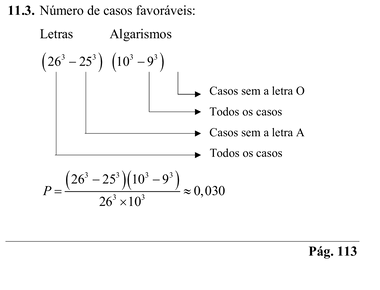 11.3. Número de casos favoráveis:
Letras Algarismos
(26³ − 25³) (10³ − 9³)
Casos sem a letra O
Todos os casos
Casos sem a letra A
Todos os casos
P = (26³ − 25³)(10³ − 9³) / 26³ × 10³ ≈ 0,030
Pág. 113